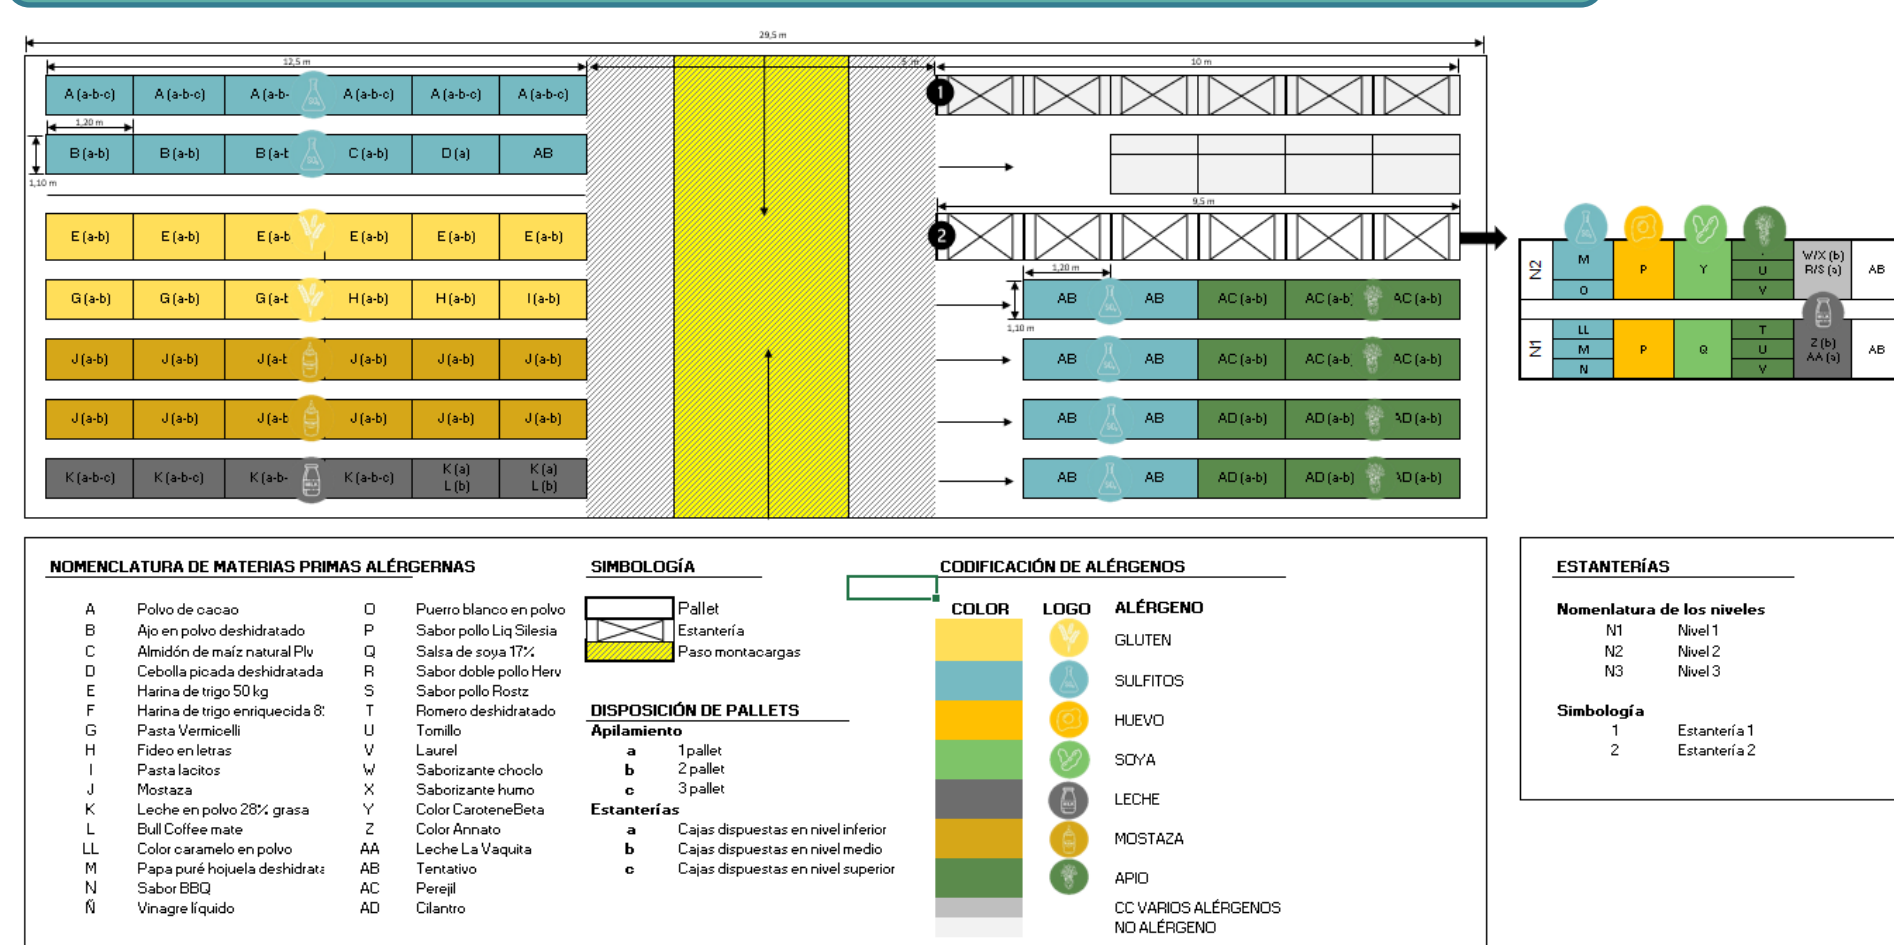 29,5 m
12,5 m
5 m
10 m
A (a-b-c) A (a-b-c) A (a-b- A (a-b-c) A (a-b-c) A (a-b-c)
1
1,20 m
B (a-b) B (a-b) B (a-b C (a-b) D (a) AB
1,10 m
9,5 m
E (a-b) E (a-b) E (a-b E (a-b) E (a-b) E (a-b)
2
1,20 m
G (a-b) G (a-b) G (a-b H (a-b) H (a-b) I (a-b)
AB AB AC (a-b) AC (a-b) AC (a-b)
1,10 m
J (a-b) J (a-b) J (a-b J (a-b) J (a-b) J (a-b)
AB AB AC (a-b) AC (a-b) AC (a-b)
J (a-b) J (a-b) J (a-b J (a-b) J (a-b) J (a-b)
AB AB AD (a-b) AD (a-b) AD (a-b)
K (a-b-c) K (a-b-c) K (a-b- K (a-b-c) K (a) K (a)
L (b) L (b)
AB AB AD (a-b) AD (a-b) AD (a-b)
N2
M
O
P
Y
U
V
W/X (b)
R/S (a)
AB
N1
LL
M
N
P
Q
T
U
V
Z (b)
AA (a)
AB
NOMENCLATURA DE MATERIAS PRIMAS ALÉRGERNAS
A Polvo de cacao
B Ajo en polvo deshidratado
C Almidón de maíz natural Plv
D Cebolla picada deshidratada
E Harina de trigo 50 kg
F Harina de trigo enriquecida 8
G Pasta Vermicelli
H Fideo en letras
I Pasta lacitos
J Mostaza
K Leche en polvo 28% grasa
L Bull Coffee mate
LL Color caramelo en polvo
M Papa puré hojuela deshidrata
N Sabor BBQ
Ñ Vinagre líquido
O Puerro blanco en polvo
P Sabor pollo Liq Silesia
Q Salsa de soya 17%
R Sabor doble pollo Herv
S Sabor pollo Rostz
T Romero deshidratado
U Tomillo
V Laurel
W Saborizante choclo
X Saborizante humo
Y Color CaroteneBeta
Z Color Annato
AA Leche La Vaquita
AB Tentativo
AC Perejil
AD Cilantro
SIMBOLOGÍA
Pallet
Estantería
Paso montacargas
DISPOSICIÓN DE PALLETS
Apilamiento
a 1 pallet
b 2 pallet
c 3 pallet
Estanterías
a Cajas dispuestas en nivel inferior
b Cajas dispuestas en nivel medio
c Cajas dispuestas en nivel superior
CODIFICACIÓN DE ALÉRGENOS
COLOR LOGO ALÉRGENO
GLUTEN
SULFITOS
HUEVO
SOYA
LECHE
MOSTAZA
APIO
CC VARIOS ALÉRGENOS
NO ALÉRGENO
ESTANTERÍAS
Nomenlatura de los niveles
N1 Nivel 1
N2 Nivel 2
N3 Nivel 3
Simbología
1 Estantería 1
2 Estantería 2